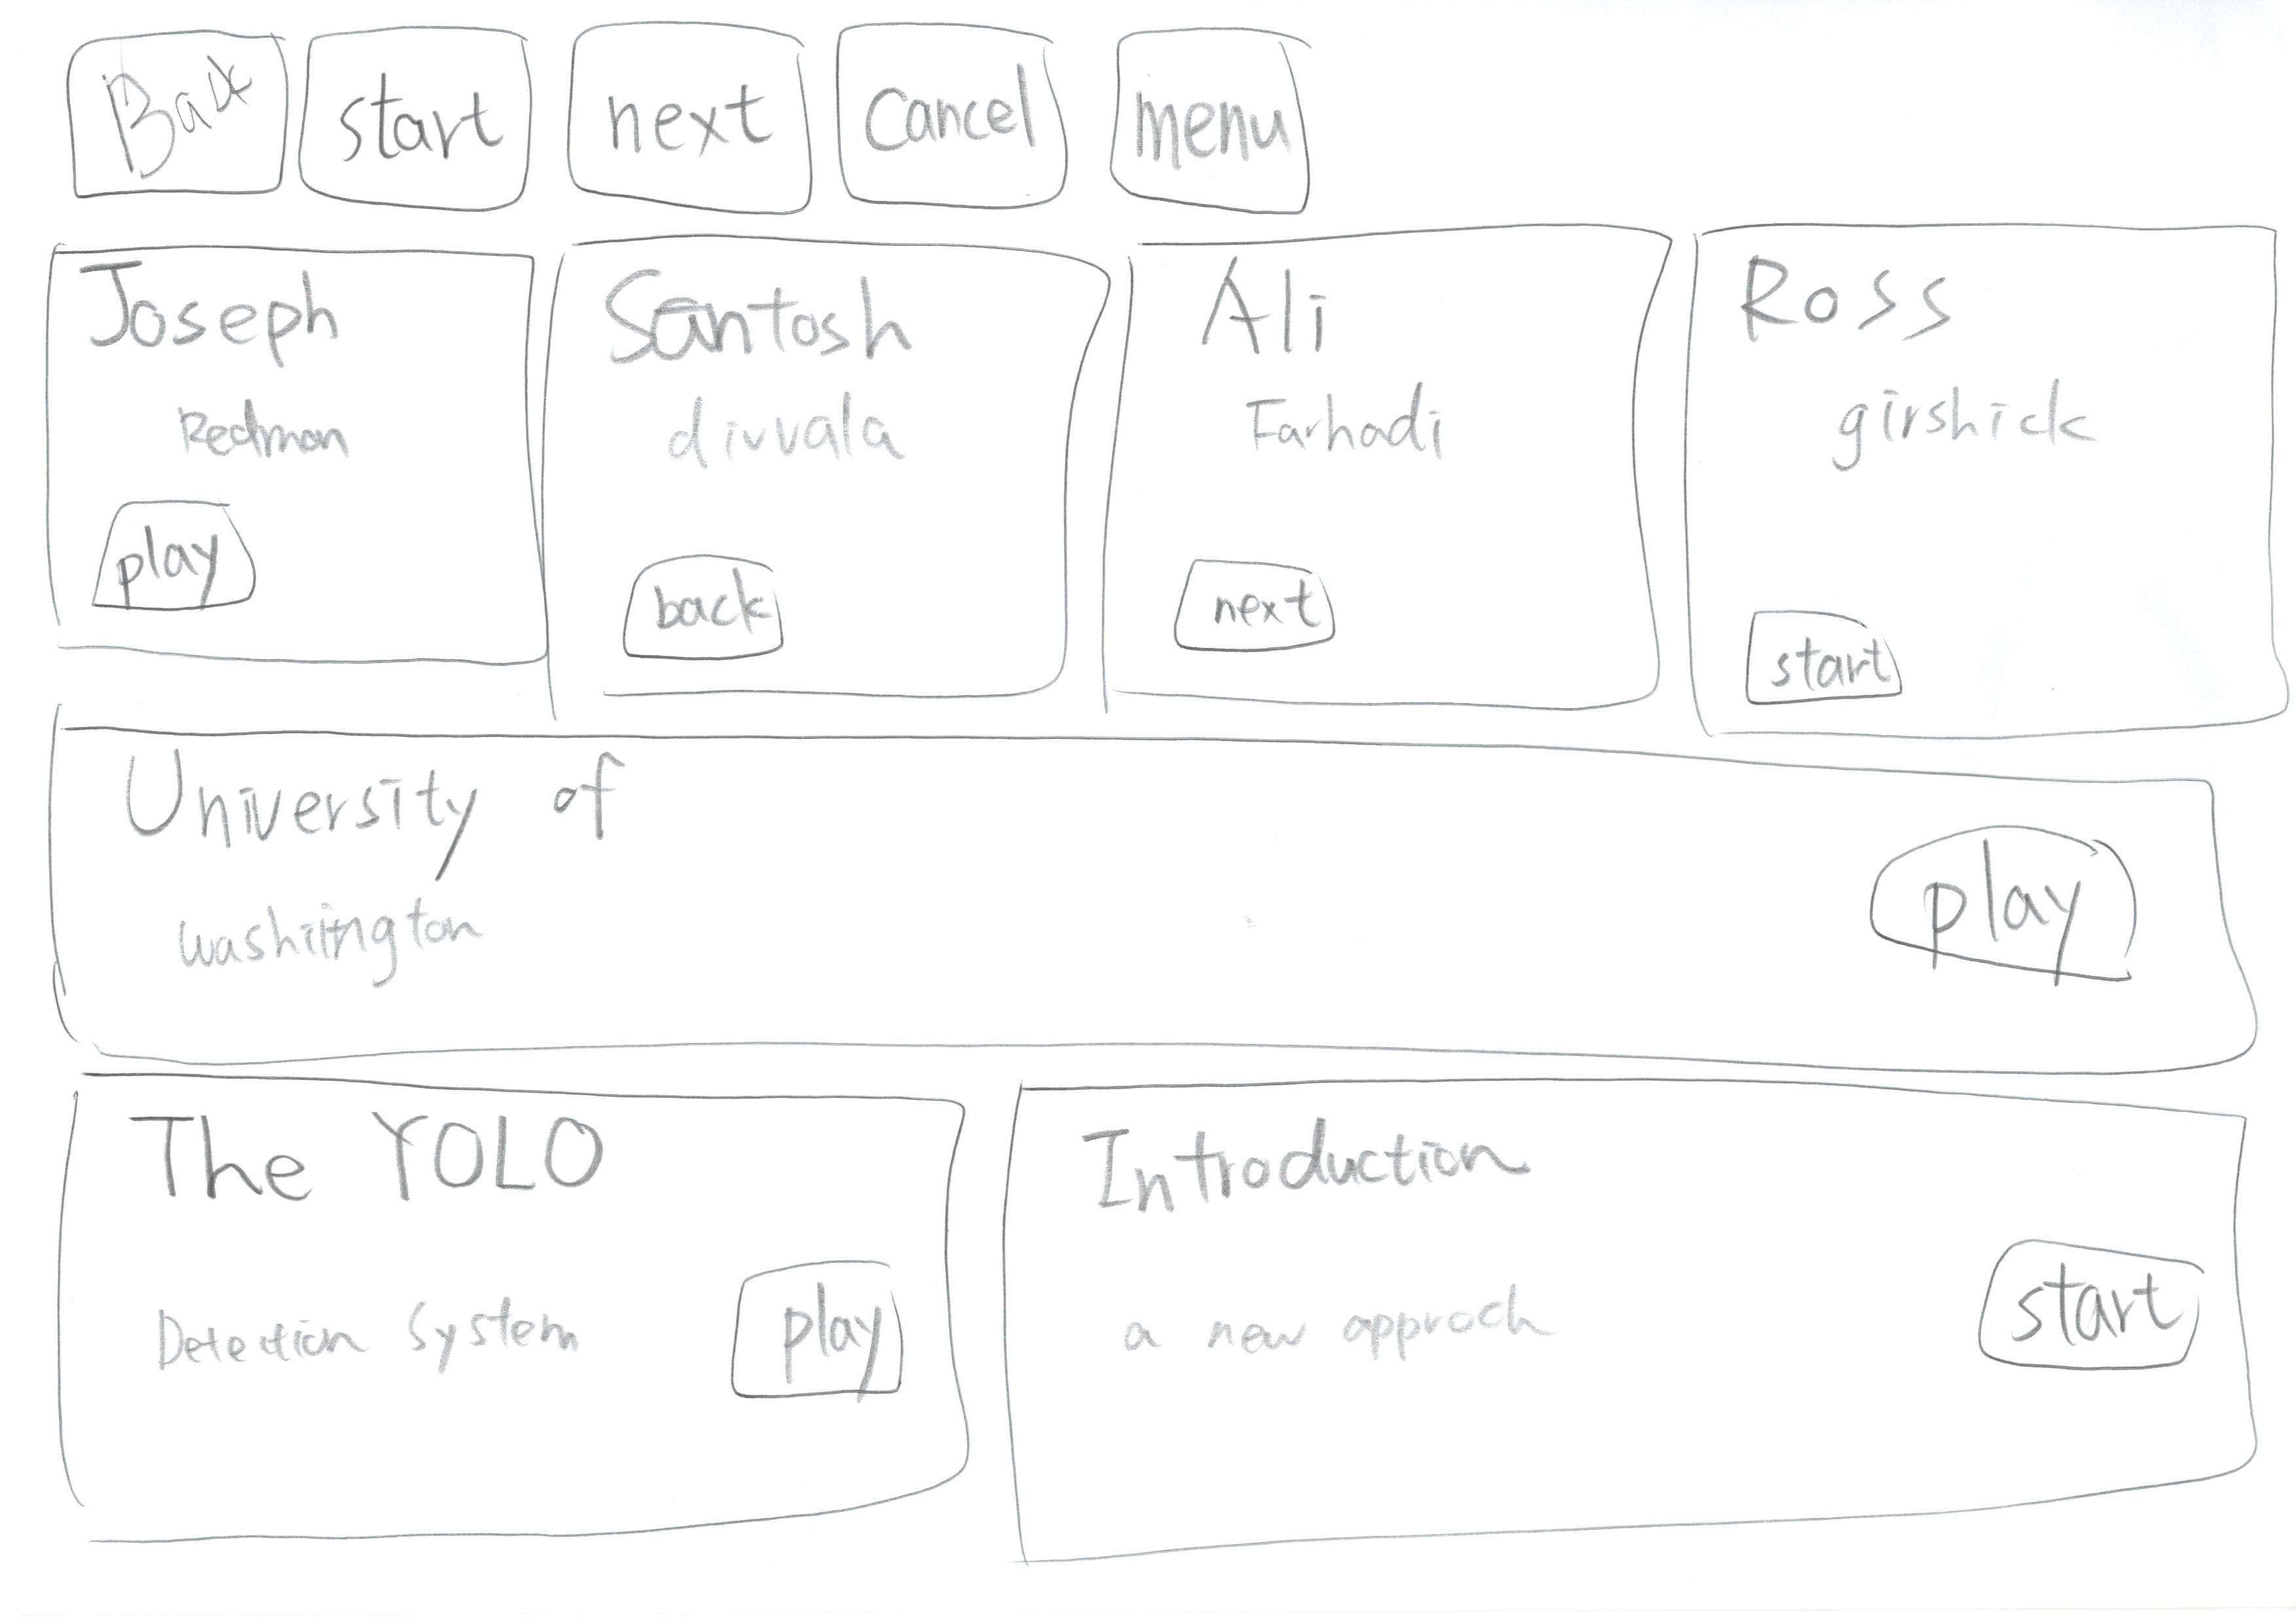 Back start next Cancel menu
Joseph
Redmon
play
Santosh
divvala
back
Ali
Farhadi
next
Ross
girshick
start
University of
washiington
play
The YOLO
Detection System
play
Introduction
a new approch
start